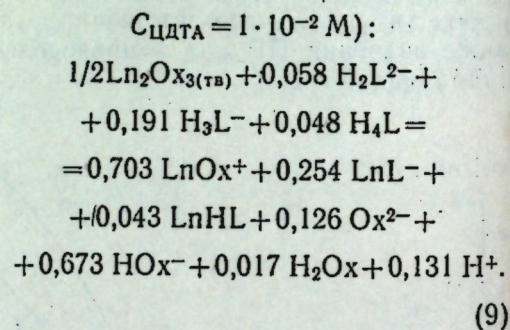 C_ЦДТА = 1·10⁻² М):
1/2Ln₂Ox₃(тв) + 0,058 H₂L²⁻ +
+ 0,191 H₃L⁻ + 0,048 H₄L =
= 0,703 LnOx⁺ + 0,254 LnL⁻ +
+ 0,043 LnHL + 0,126 Ox²⁻ +
+ 0,673 HOx⁻ + 0,017 H₂Ox + 0,131 H⁺.
(9)